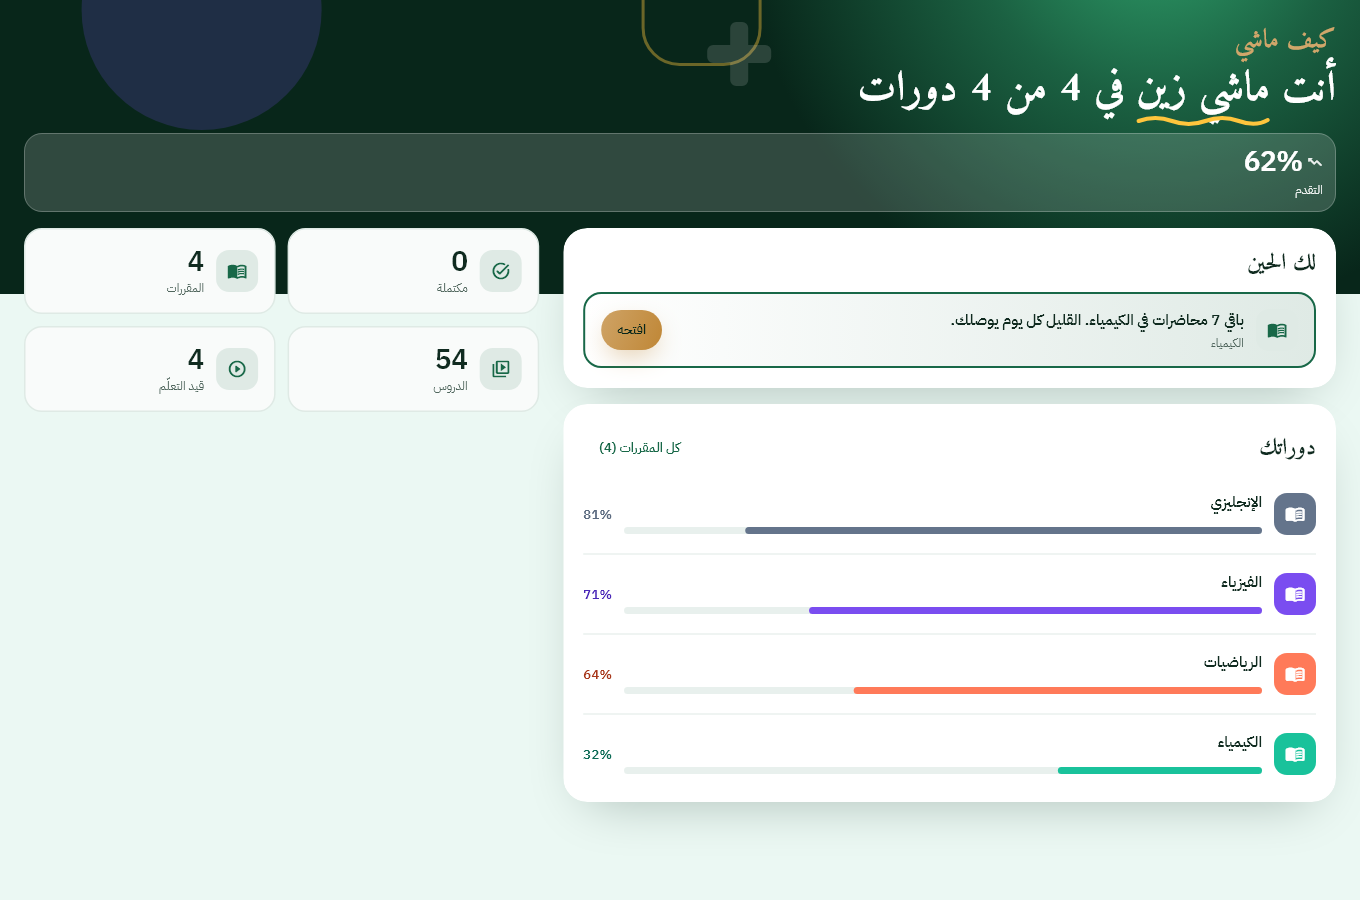 كيف ماشي
أنت ماشي زين في 4 من 4 دورات
62%
التقدم
لك الحين
باقي 7 محاضرات في الكيمياء. القليل كل يوم يوصلك.
الكيمياء
افتحه
0
مكتملة
4
المقررات
54
الدروس
4
قيد التعلّم
دوراتك
كل المقررات (4)
الإنجليزي
81%
الفيزياء
71%
الرياضيات
64%
الكيمياء
32%